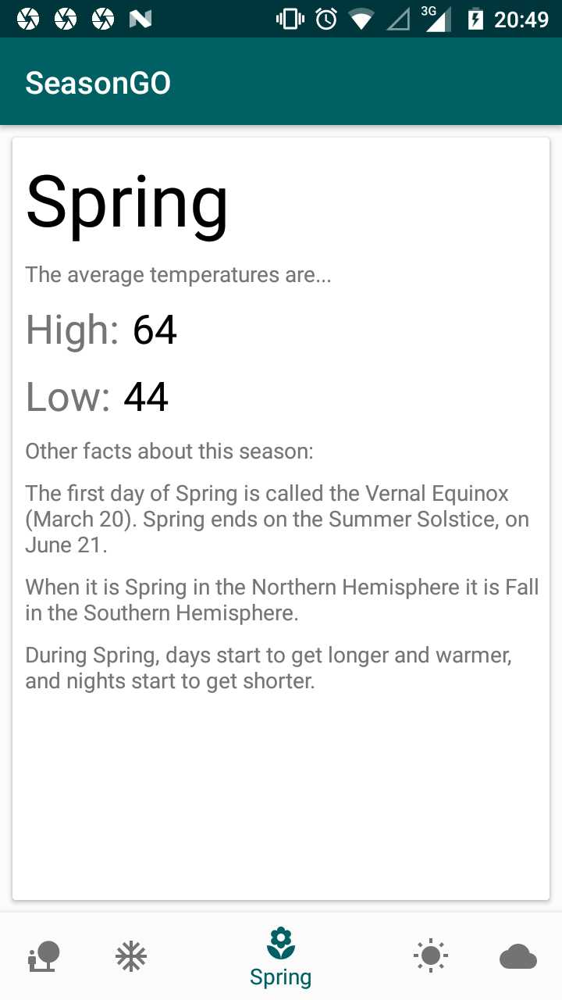 3G 20:49
SeasonGO
Spring
The average temperatures are...
High: 64
Low: 44
Other facts about this season:
The first day of Spring is called the Vernal Equinox
(March 20). Spring ends on the Summer Solstice, on
June 21.
When it is Spring in the Northern Hemisphere it is Fall
in the Southern Hemisphere.
During Spring, days start to get longer and warmer,
and nights start to get shorter.
Spring